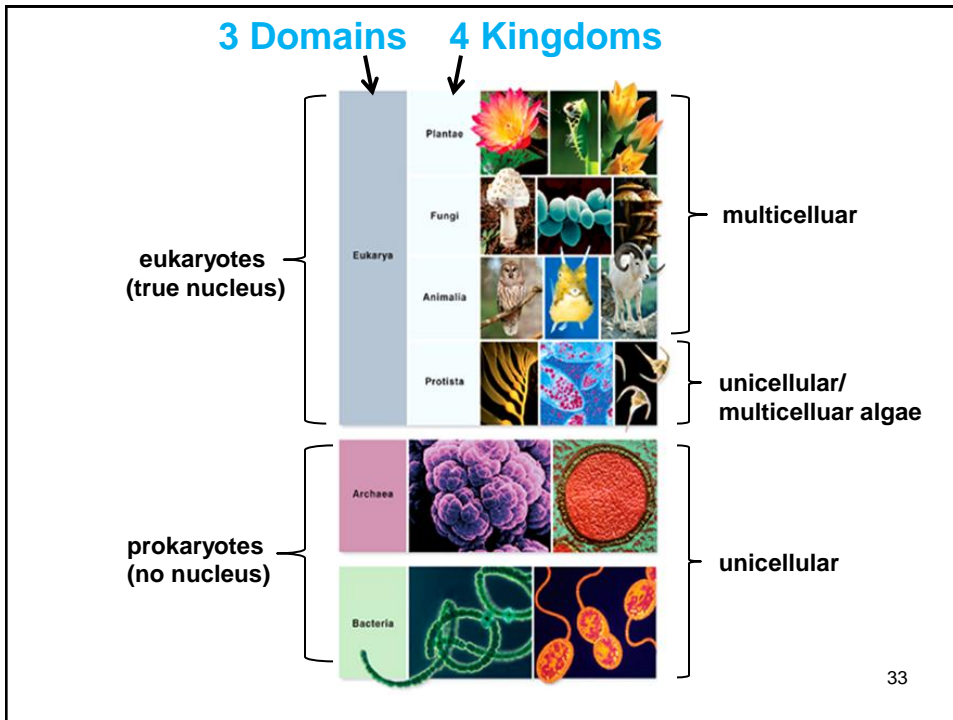 3 Domains 4 Kingdoms
Plantae
Fungi
multicelluar
eukaryotes
(true nucleus)
Eukarya
Animalia
Protista
unicellular/
multicelluar algae
Archaea
prokaryotes
(no nucleus)
unicellular
Bacteria
33